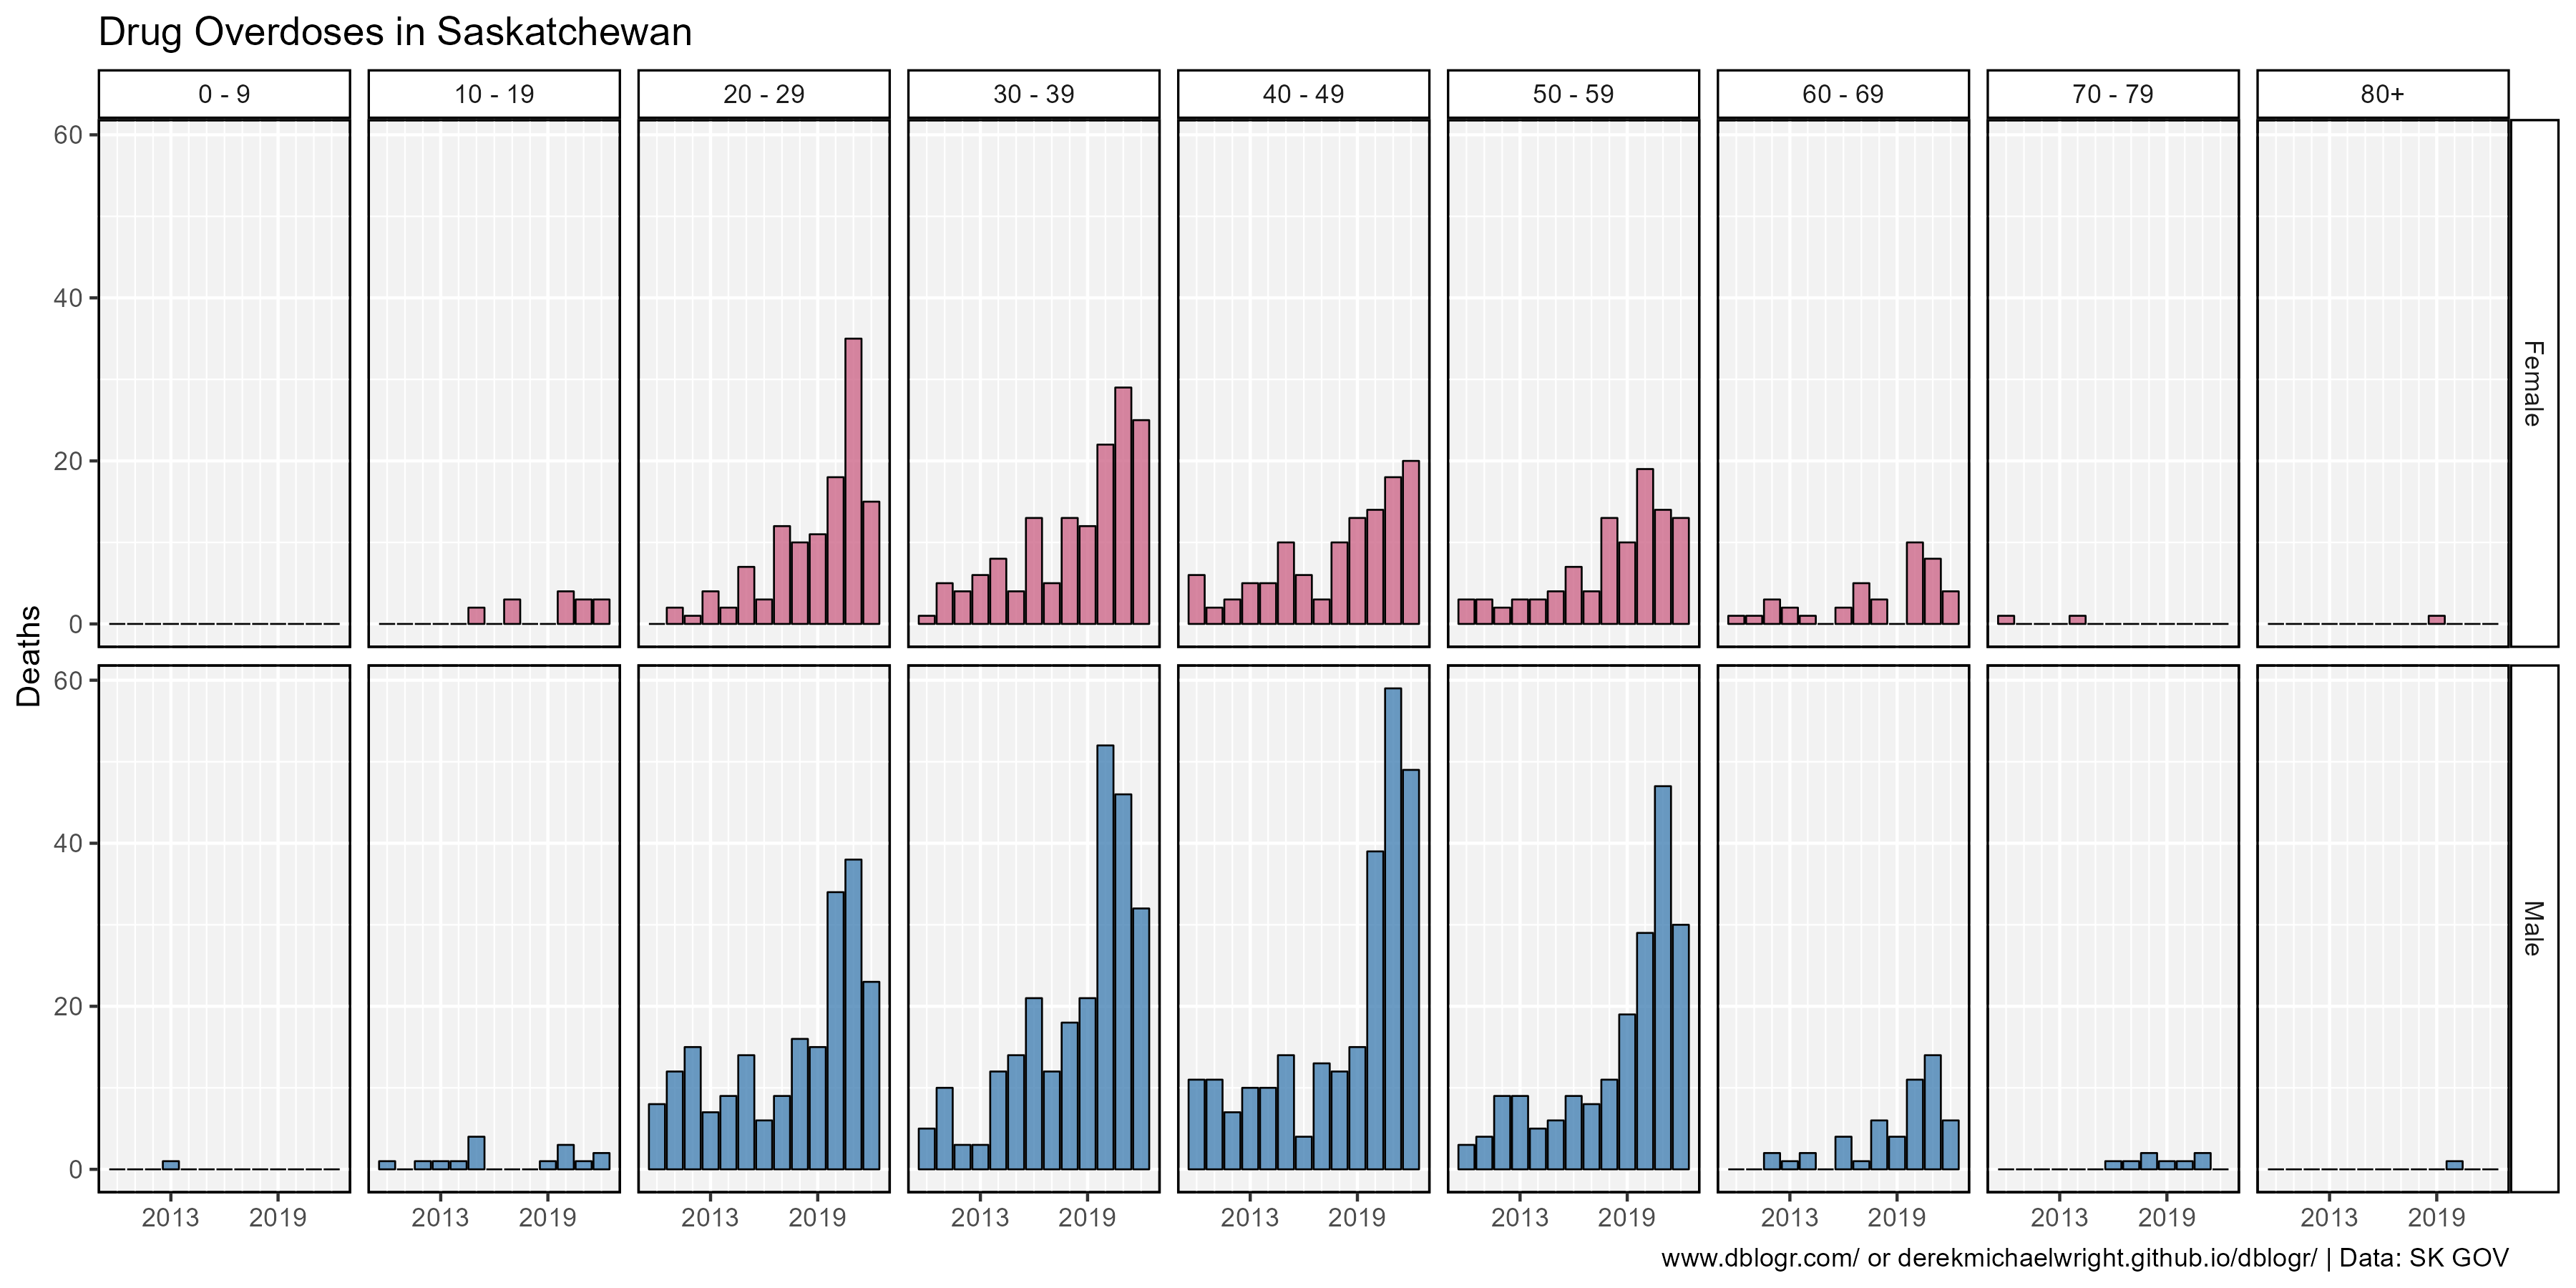 Drug Overdoses in Saskatchewan
0 - 9 10 - 19 20 - 29 30 - 39 40 - 49 50 - 59 60 - 69 70 - 79 80+
60
40
20
0
Female
Deaths
60
40
20
0
Male
2013 2019 2013 2019 2013 2019 2013 2019 2013 2019 2013 2019 2013 2019 2013 2019 2013 2019
www.dblogr.com/ or derekmichaelwright.github.io/dblogr/ | Data: SK GOV